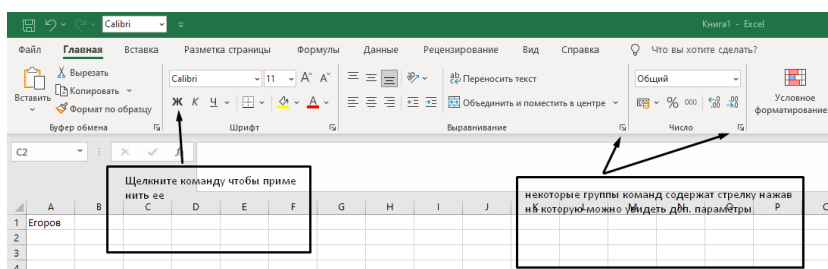 Calibri
Книга1 - Excel
Файл Главная Вставка Разметка страницы Формулы Данные Рецензирование Вид Справка Что вы хотите сделать?
Вставить
Вырезать
Копировать
Формат по образцу
Буфер обмена
Calibri 11 A A
Ж К Ч A
Шрифт
Переносить текст
Объединить и поместить в центре
Выравнивание
Общий
% 000
Число
Условное
форматирование
C2
fx
Щелкните команду чтобы приме
нить ее
некоторые группы команд содержат стрелку нажав
на которую можно увидеть доп. параметры
A B C D E F G H I J K L M N O P
1 Егоров
2
3
4